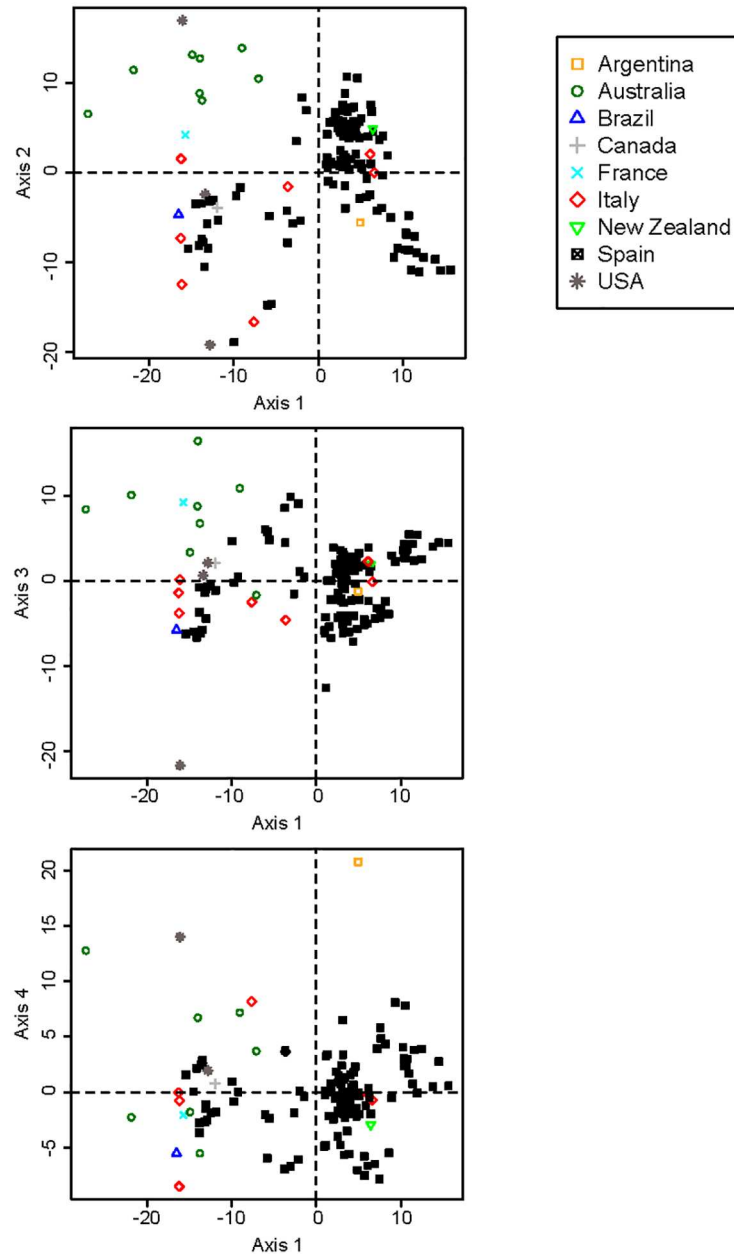 10
0
-10
-20
Axis 2
-20
-10
0
10
Axis 1
Argentina
Australia
Brazil
Canada
France
Italy
New Zealand
Spain
USA
10
0
-10
-20
Axis 3
-20
-10
0
10
Axis 1
20
15
10
5
0
-5
Axis 4
-20
-10
0
10
Axis 1